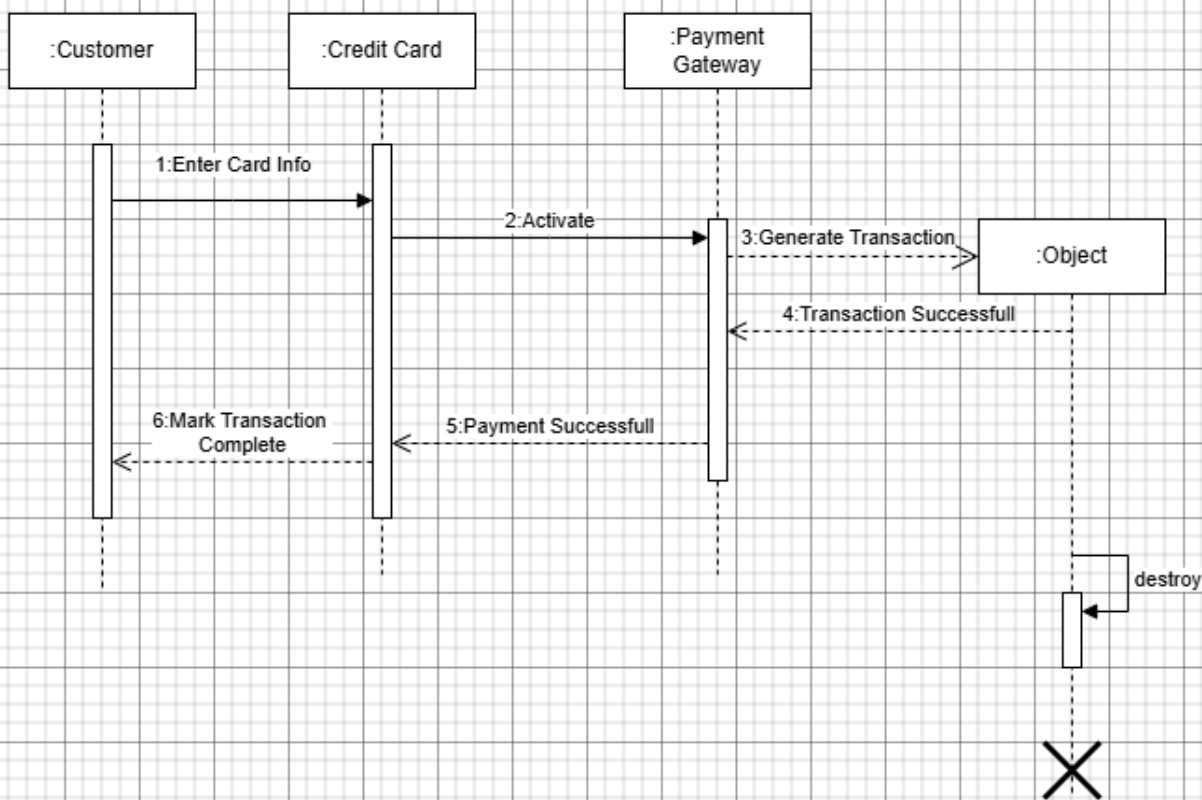 :Customer
:Credit Card
:Payment
Gateway
1:Enter Card Info
2:Activate
3:Generate Transaction
:Object
4:Transaction Successfull
6:Mark Transaction
Complete
5:Payment Successfull
destroy